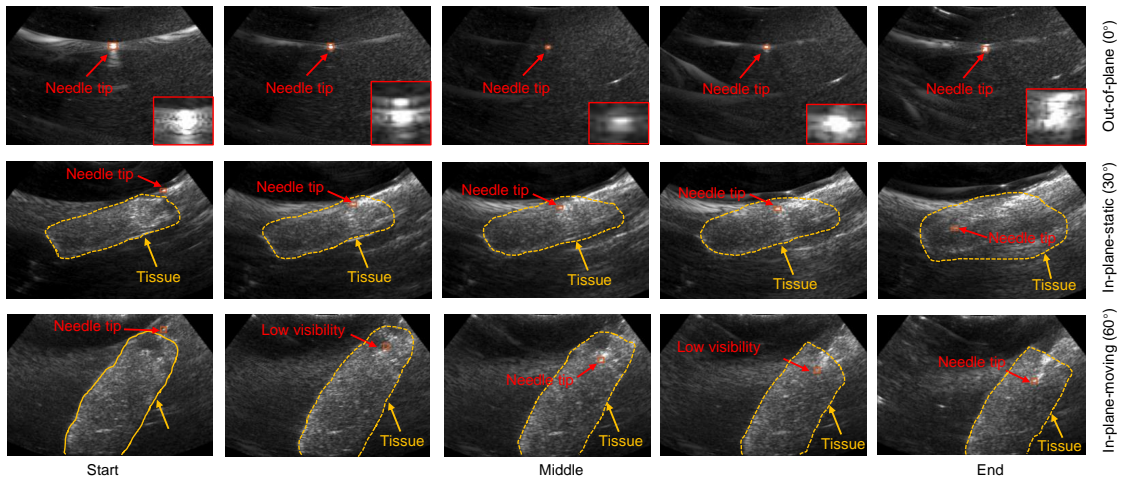 Needle tip
Needle tip
Needle tip
Needle tip
Needle tip
Out-of-plane (0°)
Needle tip
Needle tip
Needle tip
Needle tip
Needle tip
Tissue
Tissue
Tissue
Tissue
Tissue
In-plane-static (30°)
Needle tip
Low visibility
Needle tip
Low visibility
Needle tip
Tissue
Tissue
Tissue
Tissue
In-plane-moving (60°)
Start
Middle
End